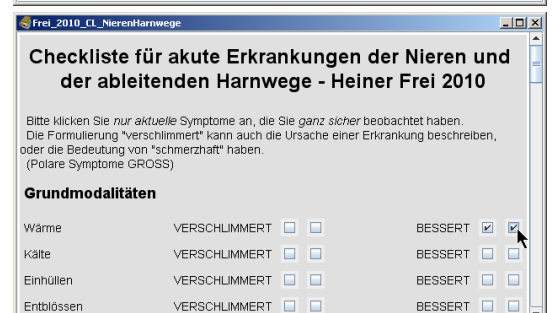 Frei_2010_CL_NierenHarnwege
Checkliste für akute Erkrankungen der Nieren und
der ableitenden Harnwege - Heiner Frei 2010
Bitte klicken Sie nur aktuelle Symptome an, die Sie ganz sicher beobachtet haben.
Die Formulierung "verschlimmert" kann auch die Ursache einer Erkrankung beschreiben,
oder die Bedeutung von "schmerzhaft" haben.
(Polare Symptome GROSS)
Grundmodalitäten
Wärme VERSCHLIMMERT BESSERT
Kälte VERSCHLIMMERT BESSERT
Einhüllen VERSCHLIMMERT BESSERT
Entblössen VERSCHLIMMERT BESSERT